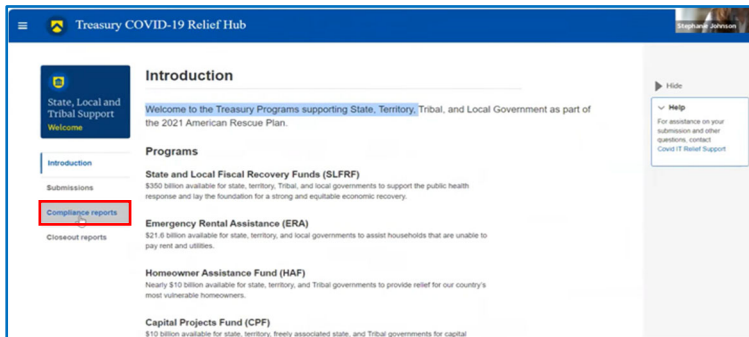 Treasury COVID-19 Relief Hub
Stephanie Johnson
State, Local and
Tribal Support
Welcome
Introduction
Submissions
Compliance reports
Closeout reports
Introduction
Welcome to the Treasury Programs supporting State, Territory, Tribal, and Local Government as part of
the 2021 American Rescue Plan.
Programs
State and Local Fiscal Recovery Funds (SLFRF)
$350 billion available for state, territory, Tribal, and local governments to support the public health
response and lay the foundation for a strong and equitable economic recovery.
Emergency Rental Assistance (ERA)
$21.6 billion available for state, territory, and local governments to assist households that are unable to
pay rent and utilities.
Homeowner Assistance Fund (HAF)
Nearly $10 billion available for state, territory, and Tribal governments to provide relief for our country's
most vulnerable homeowners.
Capital Projects Fund (CPF)
$10 billion available for state, territory, freely associated state, and Tribal governments for capital
Hide
Help
For assistance on your
submission and other
questions, contact
Covid IT Relief Support